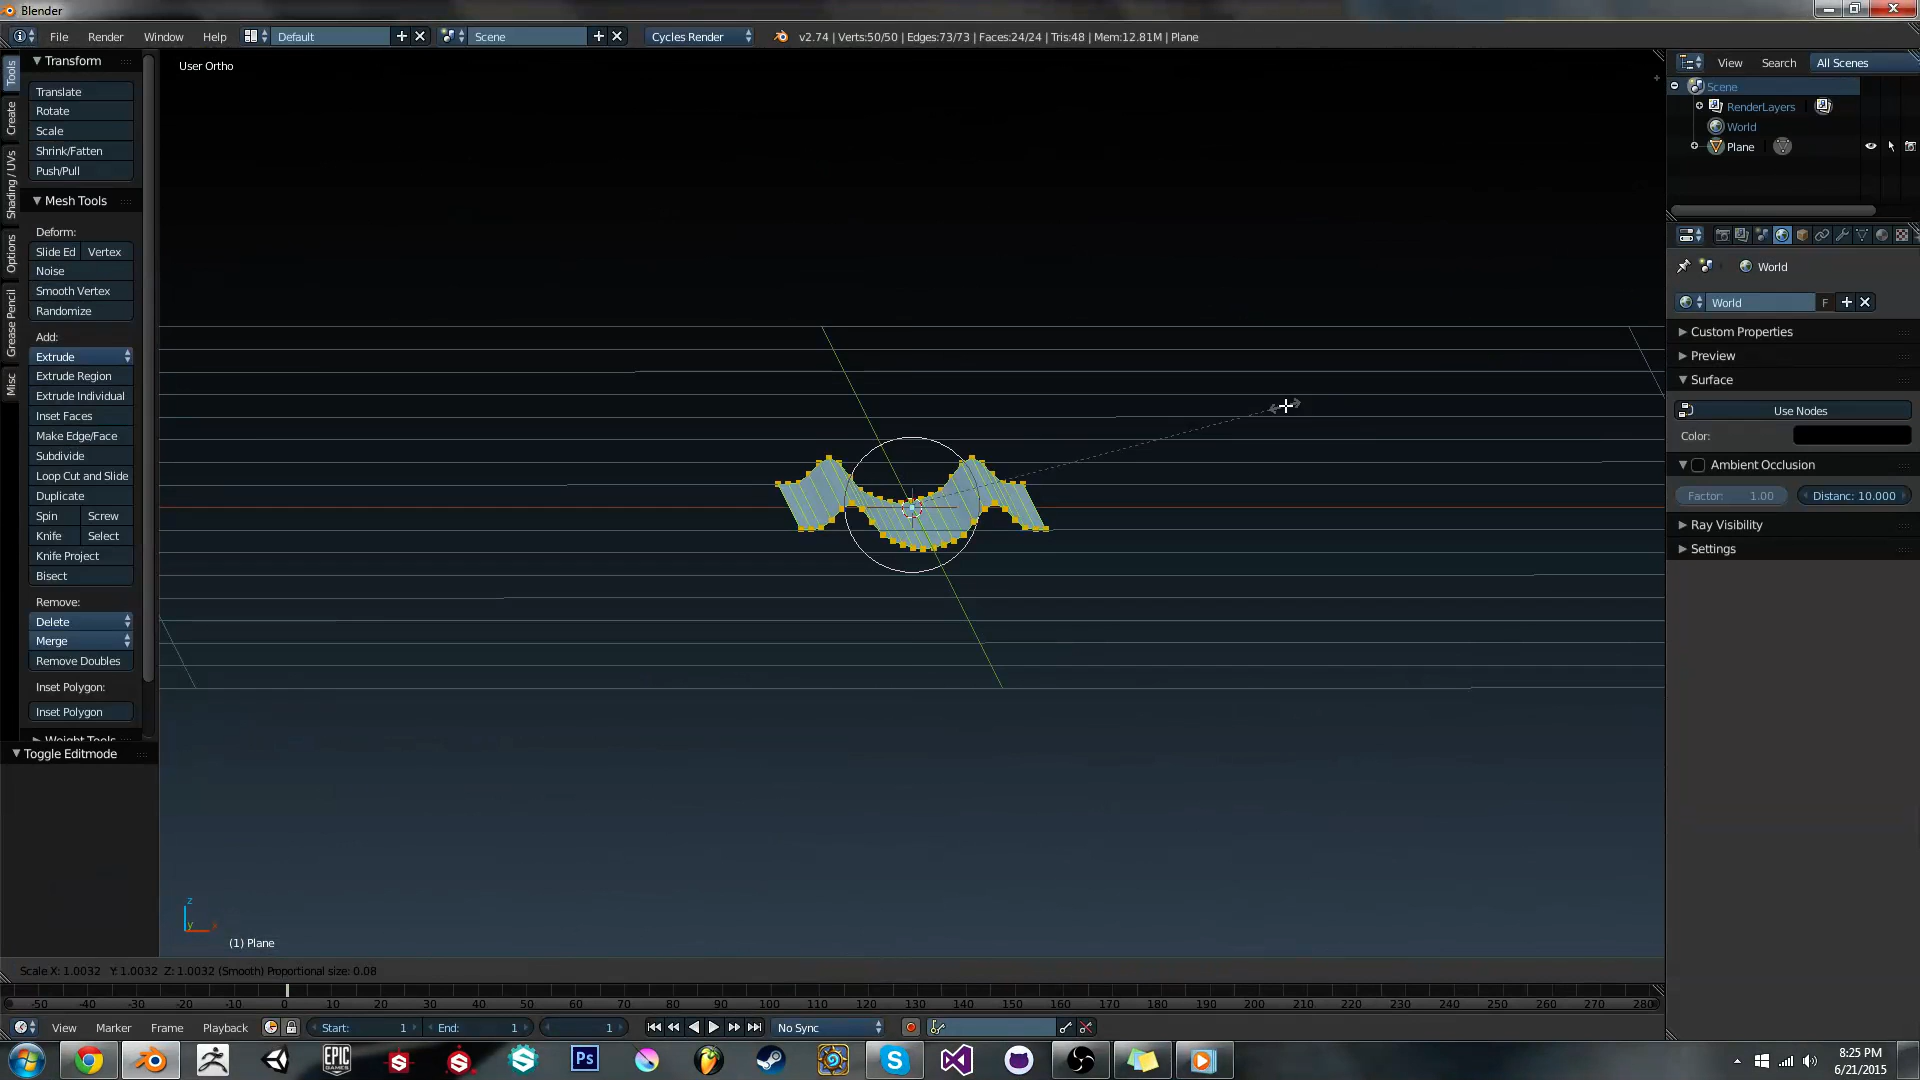 Blender
File Render Window Help Default Scene Cycles Render v2.74 | Verts:50/50 | Edges:73/73 | Faces:24/24 | Tris:48 | Mem:12.81M | Plane
Tools
Create
Shading / UVs
Options
Grease Pencil
Misc
Transform
Translate
Rotate
Scale
Shrink/Fatten
Push/Pull
Mesh Tools
Deform:
Slide Ed Vertex
Noise
Smooth Vertex
Randomize
Add:
Extrude
Extrude Region
Extrude Individual
Inset Faces
Make Edge/Face
Subdivide
Loop Cut and Slide
Duplicate
Spin Screw
Knife Select
Knife Project
Bisect
Remove:
Delete
Merge
Remove Doubles
Inset Polygon:
Inset Polygon
Weight Tools
Toggle Editmode
User Ortho
z
y
x
(1) Plane
View Search All Scenes
Scene
RenderLayers
World
Plane
World
World F
Custom Properties
Preview
Surface
Use Nodes
Color:
Ambient Occlusion
Factor: 1.00 Distanc: 10.000
Ray Visibility
Settings
Scale X: 1.0032 Y: 1.0032 Z: 1.0032 (Smooth) Proportional size: 0.08
-50 -40 -30 -20 -10 0 10 20 30 40 50 60 70 80 90 100 110 120 130 140 150 160 170 180 190 200 210 220 230 240 250 260 270 280
View Marker Frame Playback Start: 1 End: 1 1 No Sync
EPIC GAMES
Ps
8:25 PM
6/21/2015